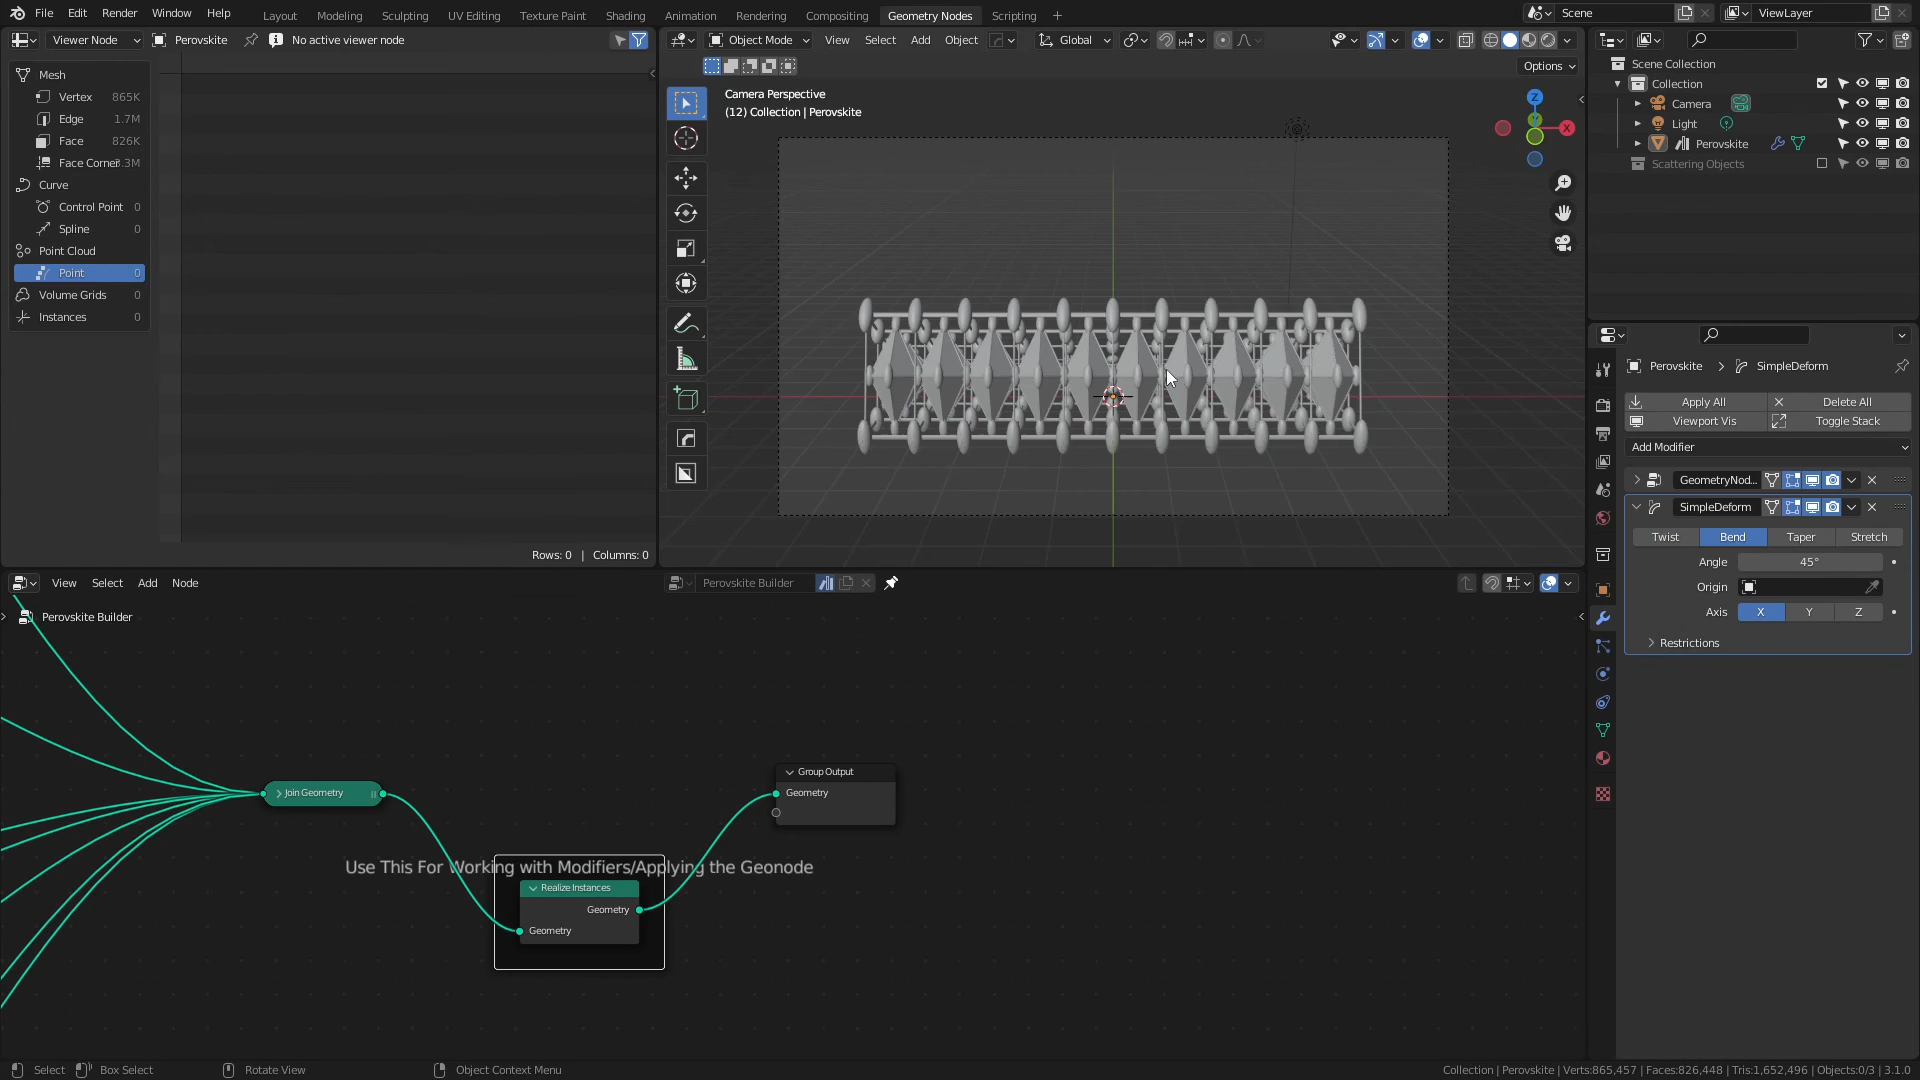 File Edit Render Window Help Layout Modeling Sculpting UV Editing Texture Paint Shading Animation Rendering Compositing Geometry Nodes Scripting Scene ViewLayer
Viewer Node Perovskite No active viewer node
Object Mode View Select Add Object Global
Options
Mesh
Vertex 865K
Edge 1.7M
Face 826K
Face Corner 3.3M
Curve
Control Point 0
Spline 0
Point Cloud
Point 0
Volume Grids 0
Instances 0
Rows: 0 | Columns: 0
Camera Perspective
(12) Collection | Perovskite
Z
Y
X
Scene Collection
Collection
Camera
Light
Perovskite
Scattering Objects
Perovskite SimpleDeform
Apply All Delete All
Viewport Vis Toggle Stack
Add Modifier
GeometryNod...
SimpleDeform
Twist Bend Taper Stretch
Angle 45°
Origin
Axis X Y Z
Restrictions
View Select Add Node Perovskite Builder
Perovskite Builder
Join Geometry
Group Output
Geometry
Use This For Working with Modifiers/Applying the Geonode
Realize Instances
Geometry
Geometry
Select Box Select Rotate View Object Context Menu
Collection | Perovskite | Verts:865,457 | Faces:826,448 | Tris:1,652,496 | Objects:0/3 | 3.1.0